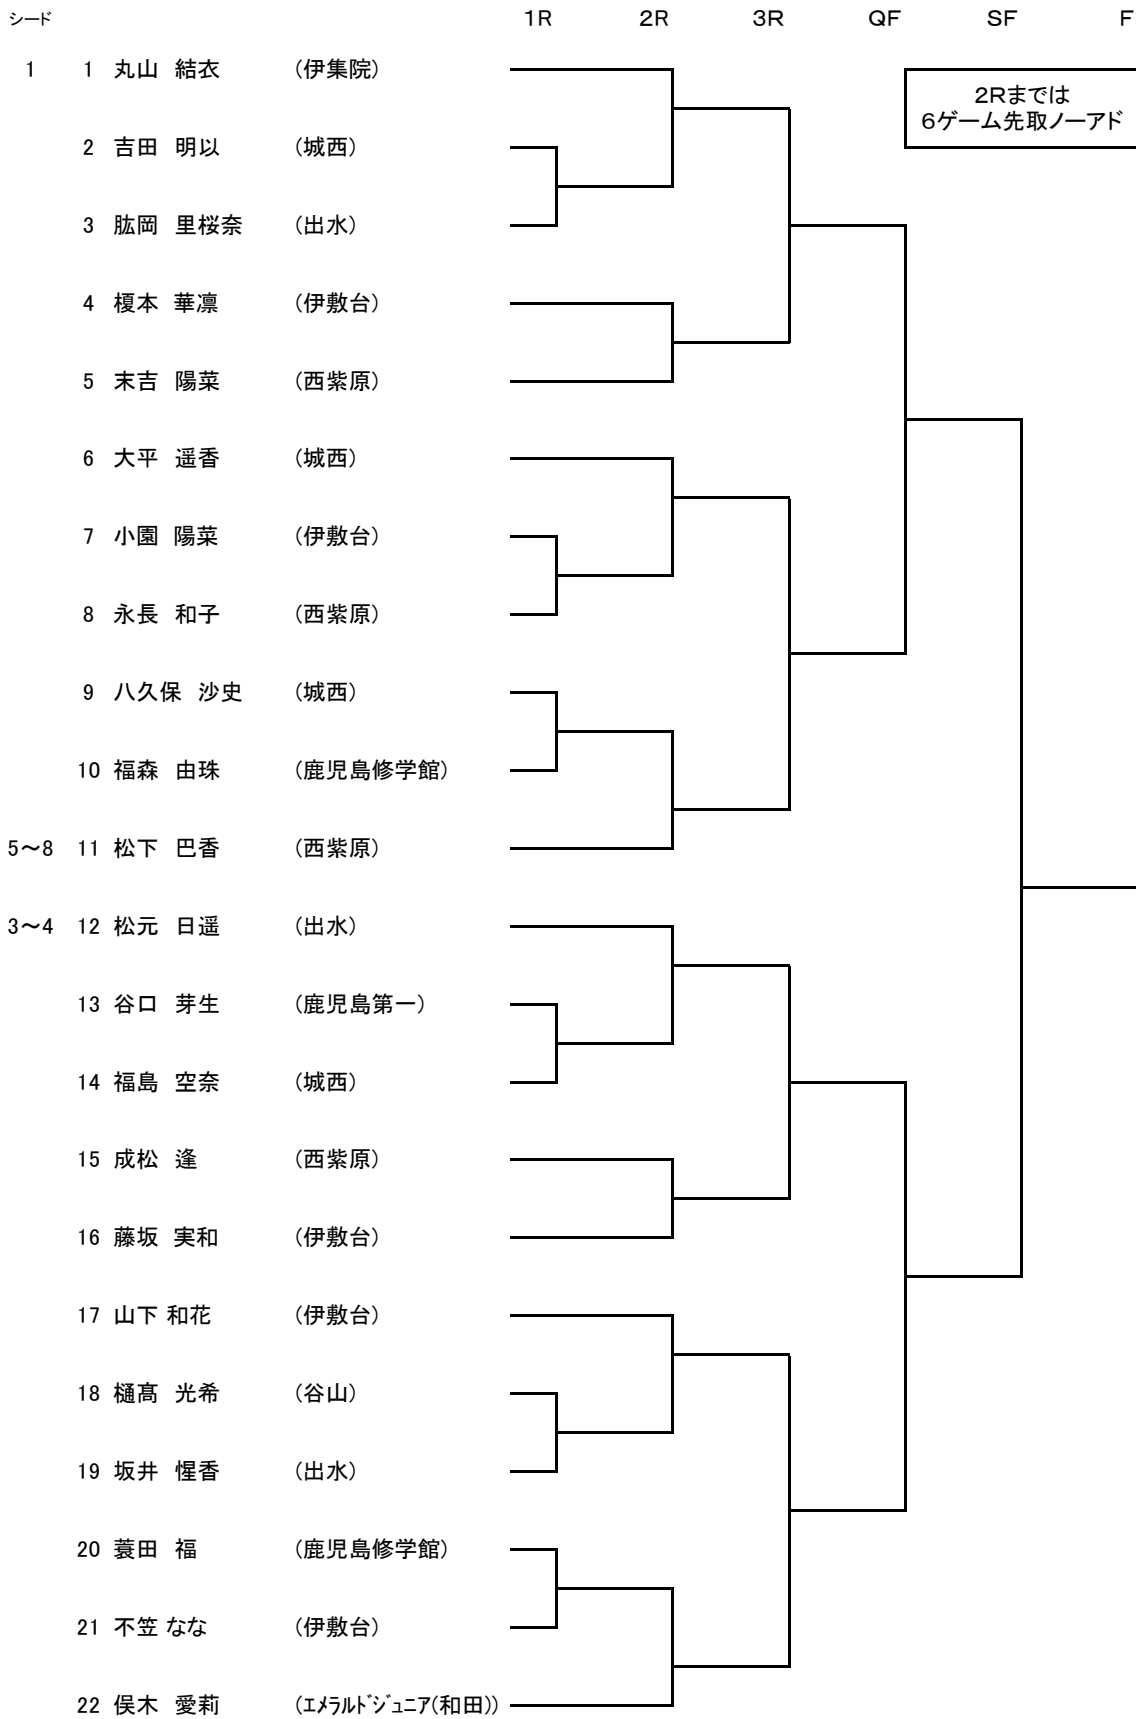 シード 1R 2R 3R QF SF F
1 1 丸山 結衣 (伊集院)
2Rまでは
6ゲーム先取ノーアド
2 吉田 明以 (城西)
3 肱岡 里桜奈 (出水)
4 榎本 華凛 (伊敷台)
5 末吉 陽菜 (西紫原)
6 大平 遥香 (城西)
7 小園 陽菜 (伊敷台)
8 永長 和子 (西紫原)
9 八久保 沙史 (城西)
10 福森 由珠 (鹿児島修学館)
5～8 11 松下 巴香 (西紫原)
3～4 12 松元 日遥 (出水)
13 谷口 芽生 (鹿児島第一)
14 福島 空奈 (城西)
15 成松 逢 (西紫原)
16 藤坂 実和 (伊敷台)
17 山下 和花 (伊敷台)
18 樋髙 光希 (谷山)
19 坂井 惺香 (出水)
20 蓑田 福 (鹿児島修学館)
21 不笠 なな (伊敷台)
22 俣木 愛莉 (ｴﾒﾗﾙﾄﾞｼﾞｭﾆｱ(和田))